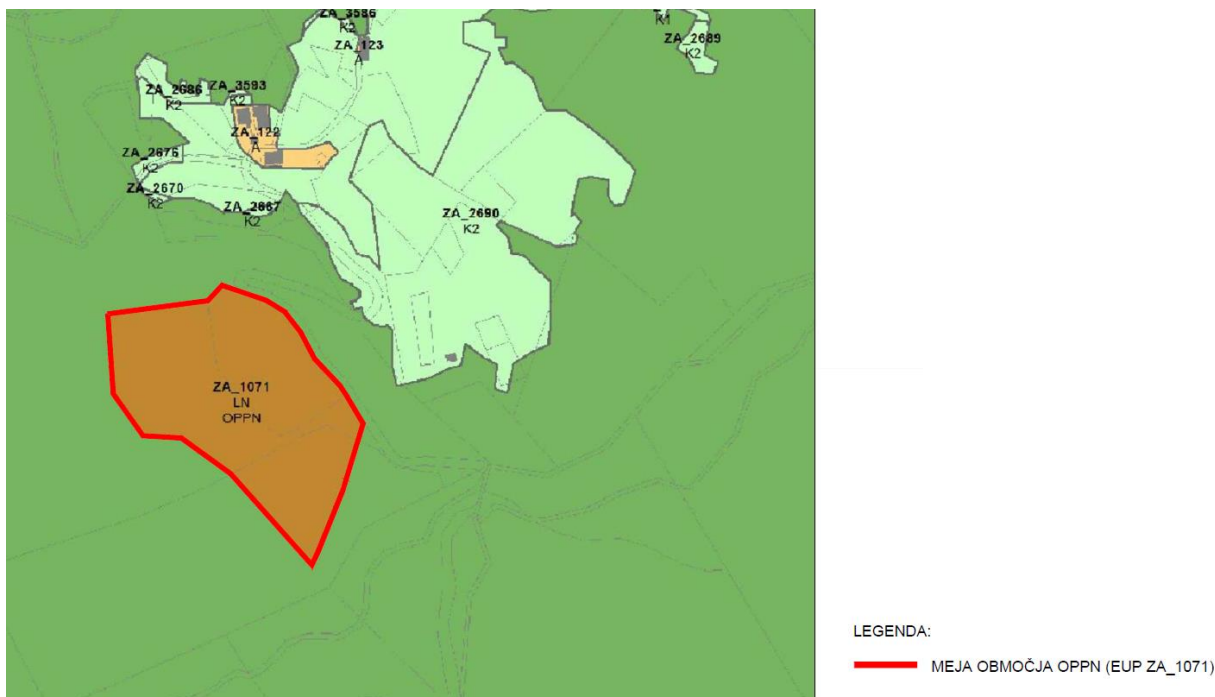 ZA_3586
K2
ZA_123
A
K1
ZA_2689
K2
ZA_2686
K2
ZA_3593
K2
ZA_122
A
ZA_2676
K2
ZA_2670
K2
ZA_2667
K2
ZA_2690
K2
ZA_1071
LN
OPPN
LEGENDA:
MEJA OBMOČJA OPPN (EUP ZA_1071)